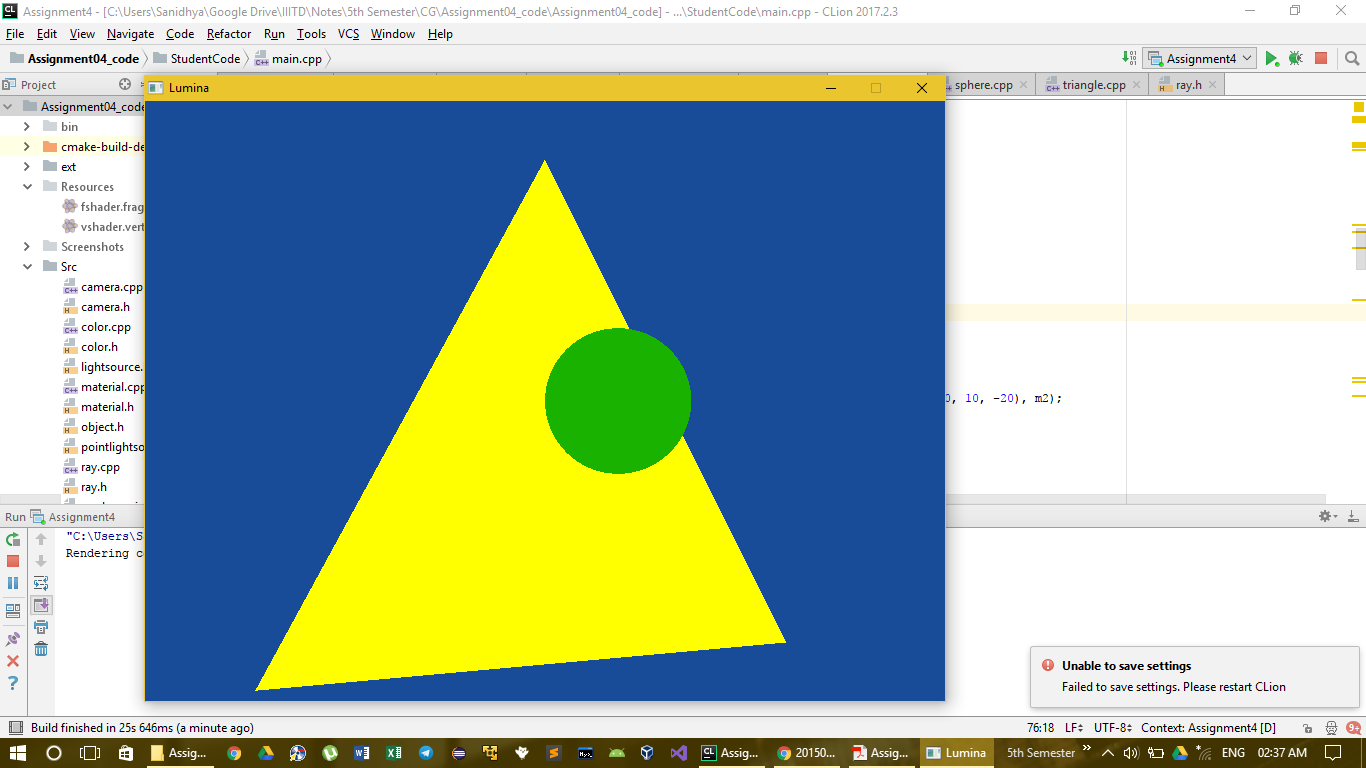 Assignment4 - [C:\Users\Sanidhya\Google Drive\IIITD\Notes\5th Semester\CG\Assignment04_code\Assignment04_code] - ...\StudentCode\main.cpp - CLion 2017.2.3
File Edit View Navigate Code Refactor Run Tools VCS Window Help
Assignment04_code StudentCode main.cpp Assignment4
Project sphere.cpp triangle.cpp ray.h
Lumina
Assignment04_code
bin
cmake-build-de
ext
Resources
fshader.frag
vshader.vert
Screenshots
Src
camera.cpp
camera.h
color.cpp
color.h
lightsource.
material.cpp
material.h
0, 10, -20), m2);
object.h
pointlightso
ray.cpp
ray.h
Run Assignment4
"C:\Users\S
Rendering c
Unable to save settings
Failed to save settings. Please restart CLion
Build finished in 25s 646ms (a minute ago) 76:18 LF UTF-8 Context: Assignment4 [D] 9+
Assig... CL Assig... 20150... Assig... Lumina 5th Semester ENG 02:37 AM